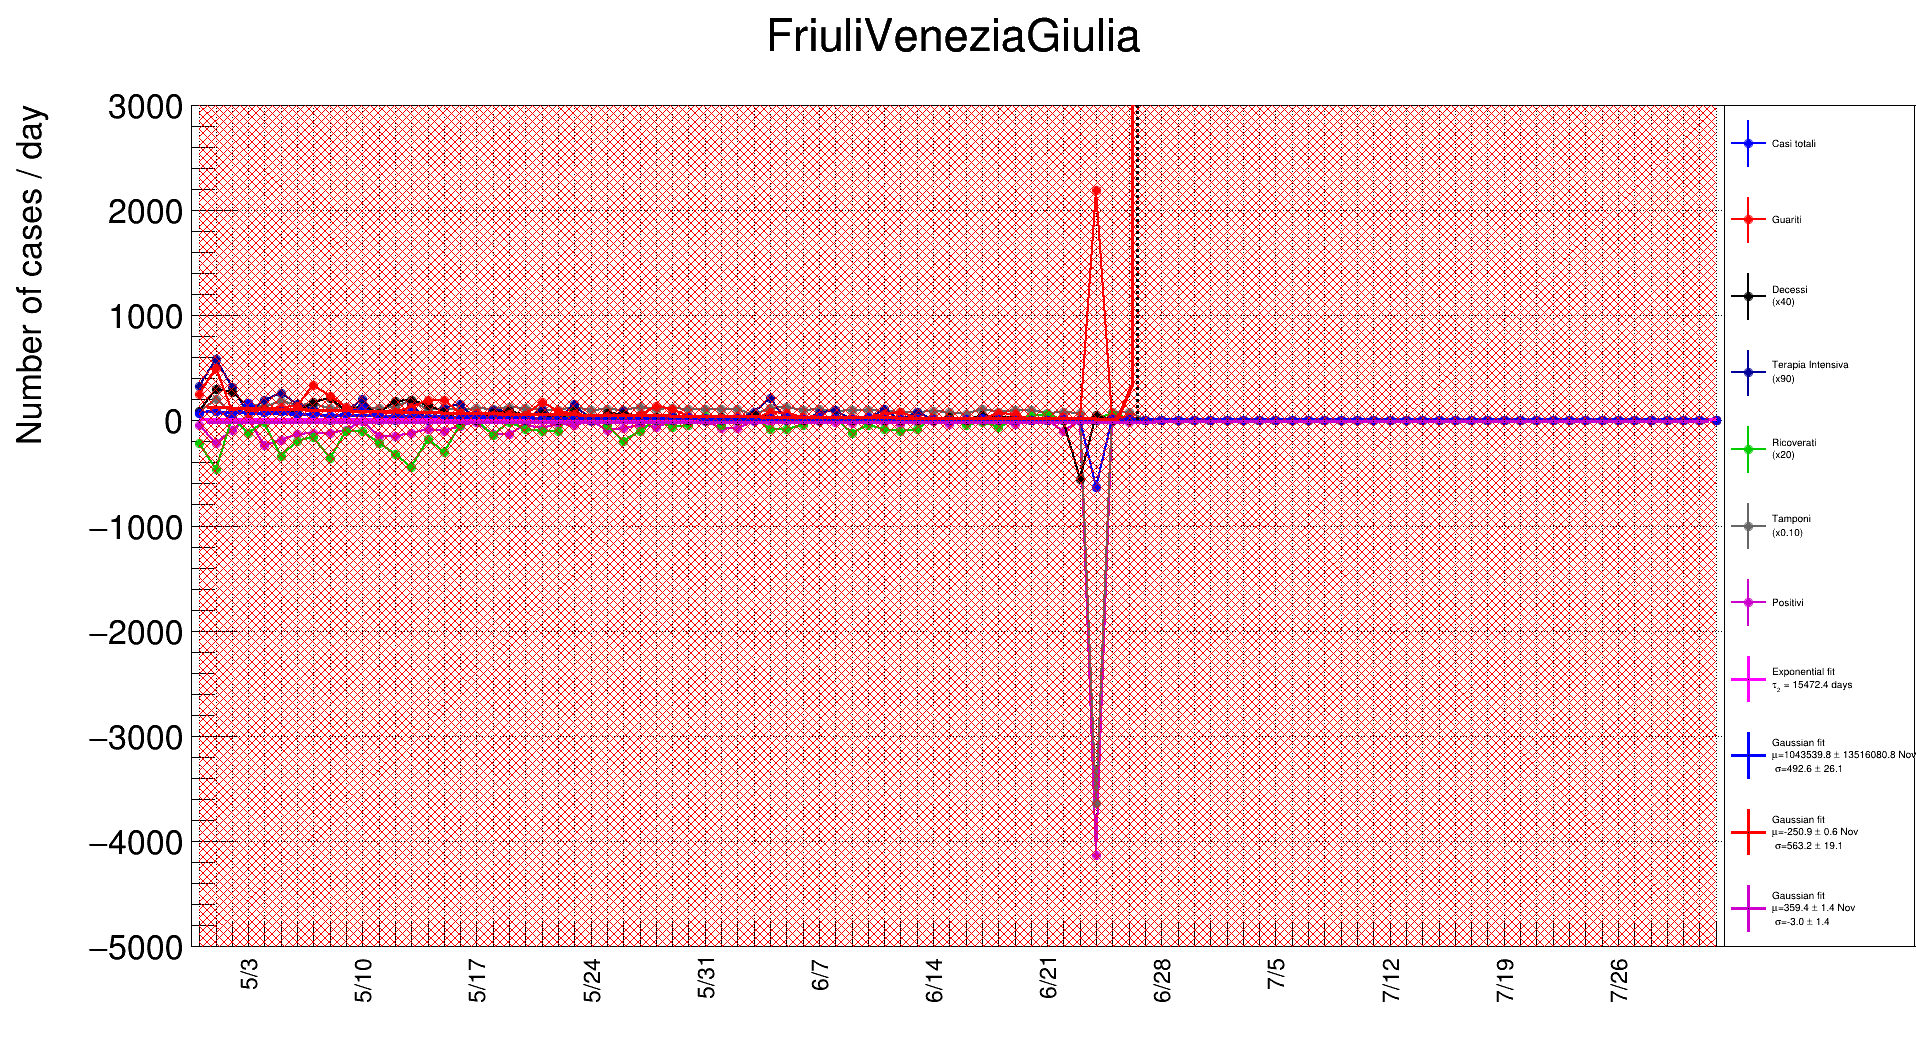 FriuliVeneziaGiulia
Number of cases / day
3000
2000
1000
0
−1000
−2000
−3000
−4000
−5000
5/3
5/10
5/17
5/24
5/31
6/7
6/14
6/21
6/28
7/5
7/12
7/19
7/26
Casi totali
Guariti
Decessi
(x40)
Terapia Intensiva
(x90)
Ricoverati
(x20)
Tamponi
(x0.10)
Positivi
Exponential fit
τ2 = 15472.4 days
Gaussian fit
μ=1043539.8 ± 13516080.8 Nov
σ=492.6 ± 26.1
Gaussian fit
μ=-250.9 ± 0.6 Nov
σ=563.2 ± 19.1
Gaussian fit
μ=359.4 ± 1.4 Nov
σ=-3.0 ± 1.4